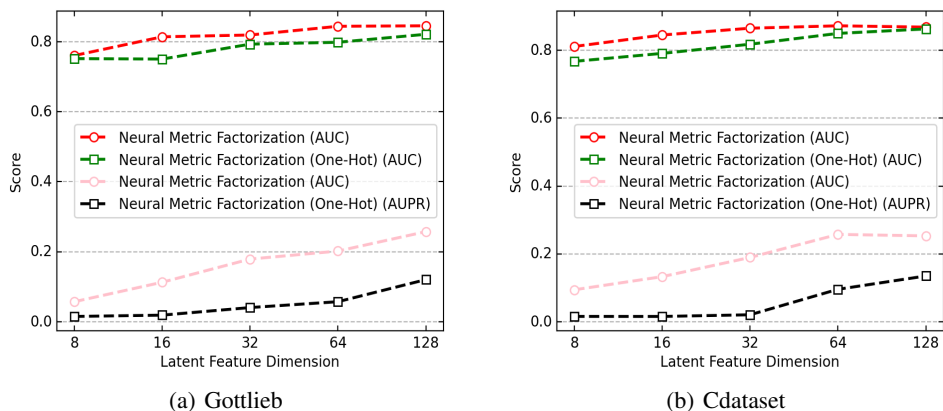 0.8
0.6
0.4
0.2
0.0
Score
Neural Metric Factorization (AUC)
Neural Metric Factorization (One-Hot) (AUC)
Neural Metric Factorization (AUC)
Neural Metric Factorization (One-Hot) (AUPR)
8 16 32 64 128
Latent Feature Dimension
(a) Gottlieb
0.8
0.6
0.4
0.2
0.0
Score
Neural Metric Factorization (AUC)
Neural Metric Factorization (One-Hot) (AUC)
Neural Metric Factorization (AUC)
Neural Metric Factorization (One-Hot) (AUPR)
8 16 32 64 128
Latent Feature Dimension
(b) Cdataset